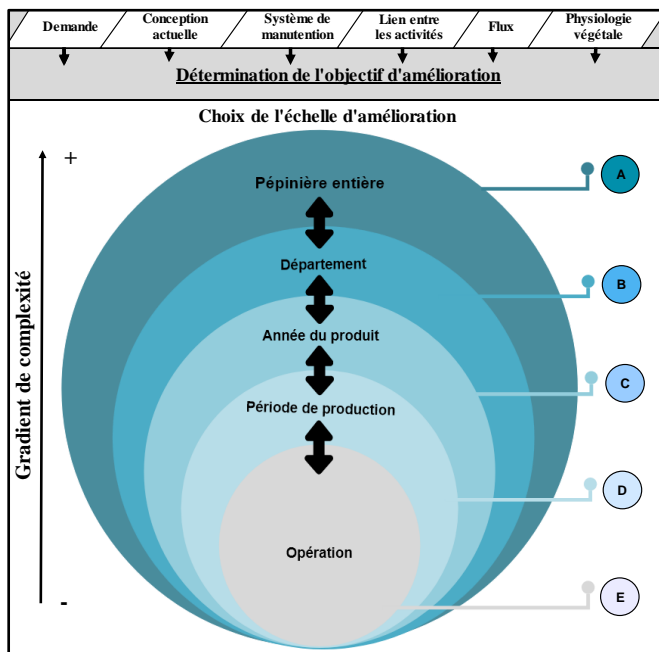 Demande
Conception
actuelle
Système de
manutention
Lien entre
les activités
Flux
Physiologie
végétale
Détermination de l'objectif d'amélioration
Choix de l'échelle d'amélioration
+
Gradient de complexité
-
Pépinière entière
A
Département
B
Année du produit
C
Période de production
D
Opération
E